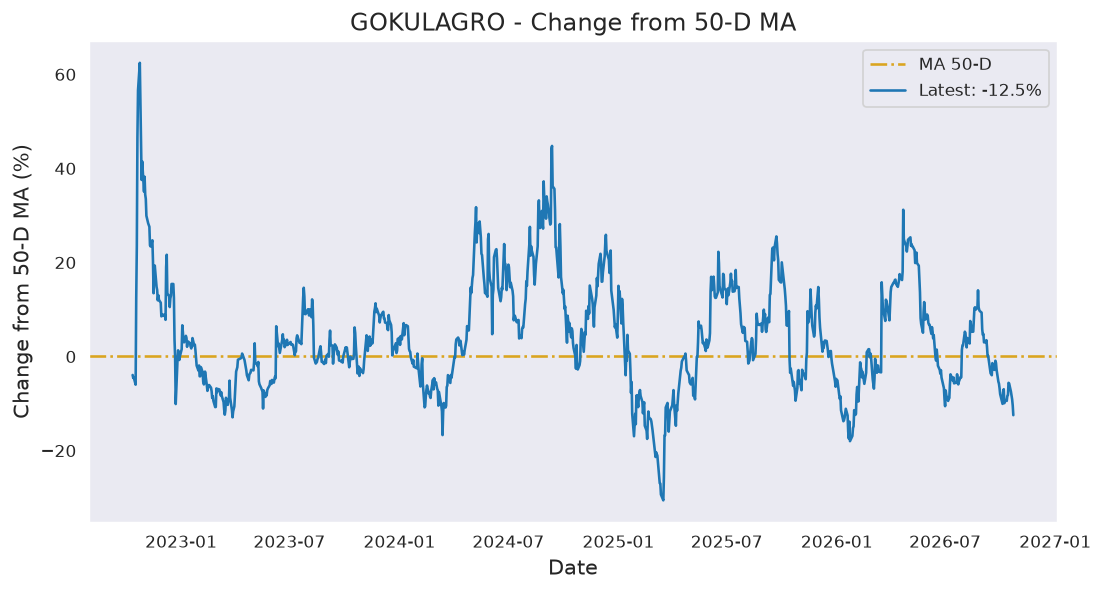 GOKULAGRO - Change from 50-D MA
MA 50-D
Latest: -12.5%
Change from 50-D MA (%)
60
40
20
0
−20
2023-01 2023-07 2024-01 2024-07 2025-01 2025-07 2026-01 2026-07 2027-01
Date